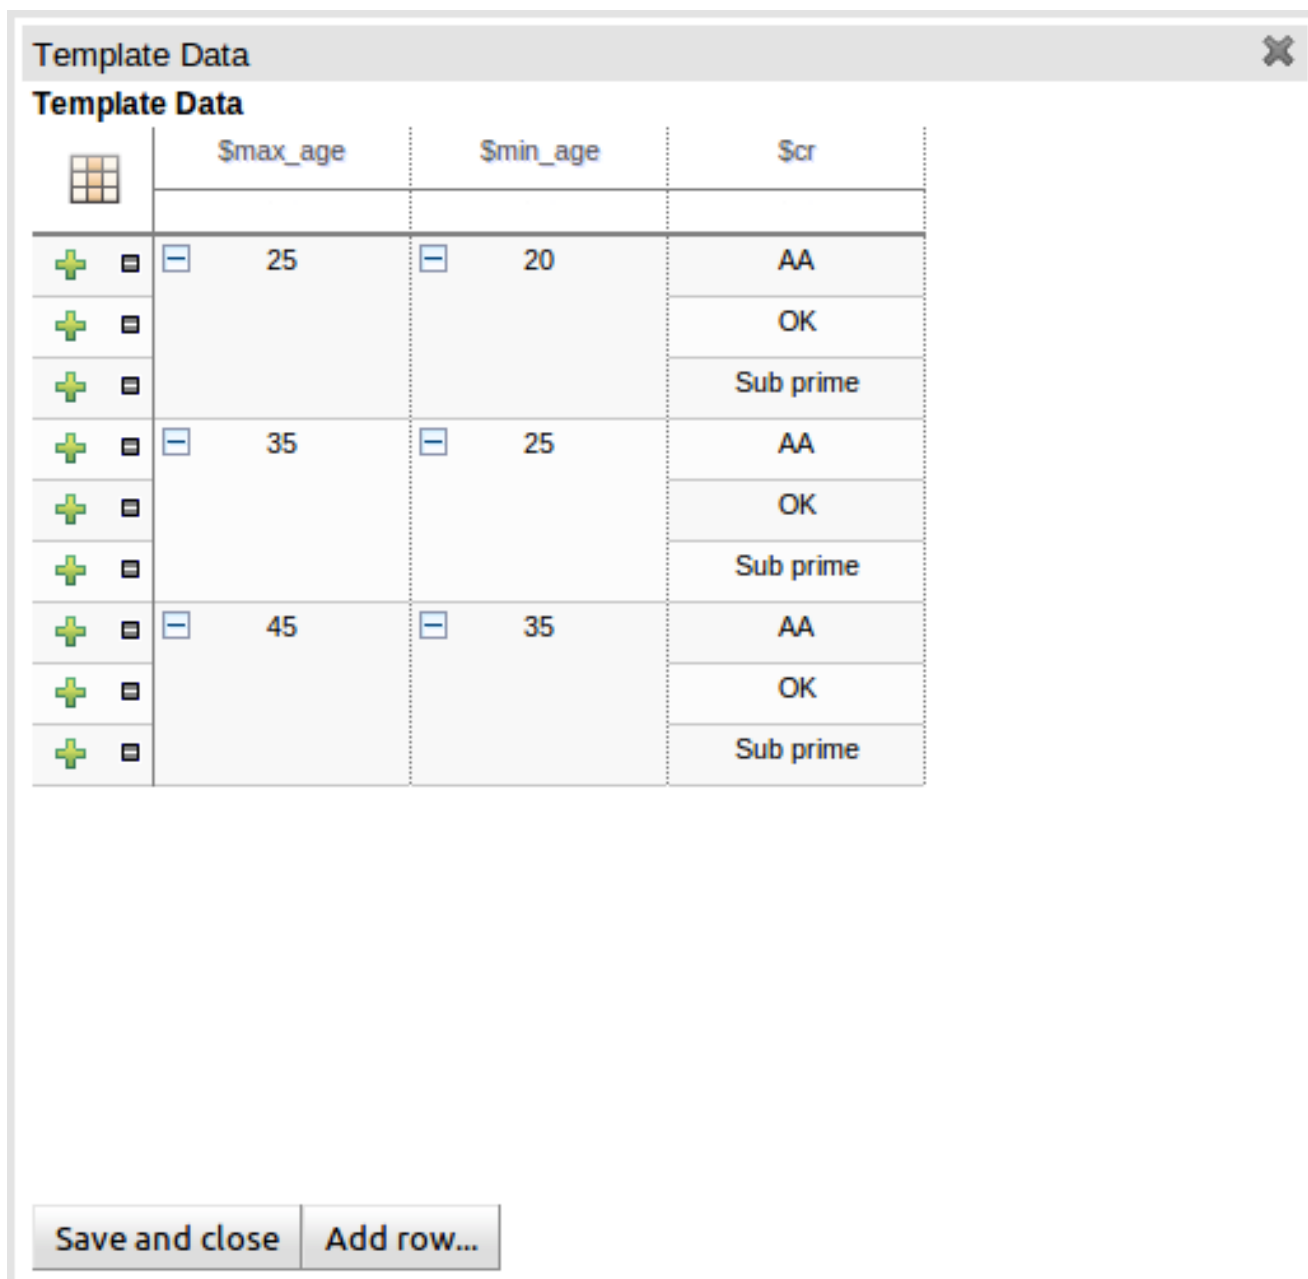 Template Data
Template Data
$max_age $min_age $cr
25 20 AA
OK
Sub prime
35 25 AA
OK
Sub prime
45 35 AA
OK
Sub prime
Save and close Add row...